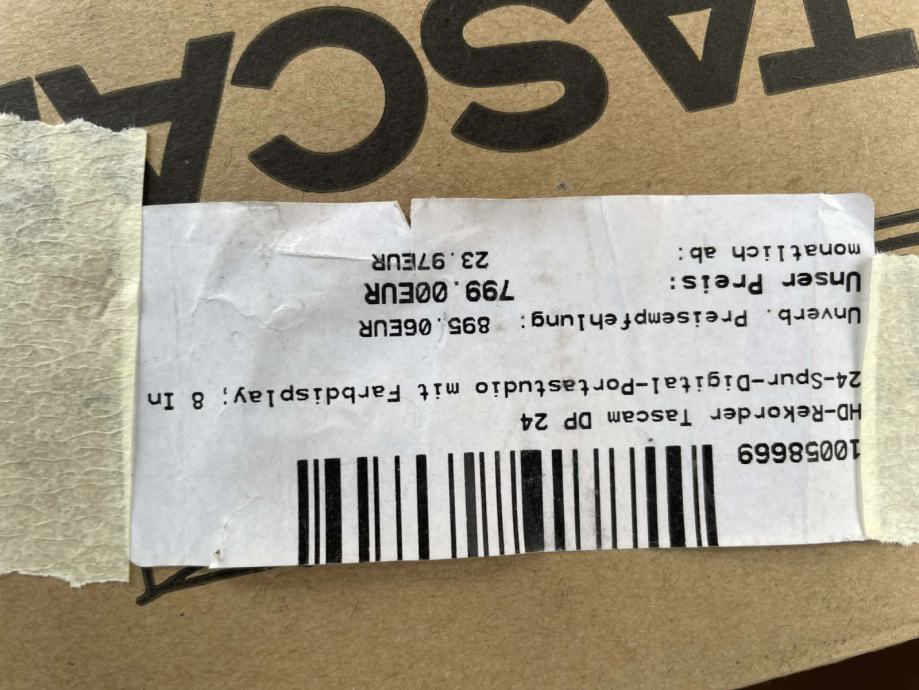 TASCA
10058669
HD-Rekorder Tascam DP 24
24-Spur-Digital-Portastudio mit Farbdisplay; 8 In
Unverb. Preisempfehlung: 895.06EUR
Unser Preis: 799.00EUR
monatlich ab: 23.97EUR